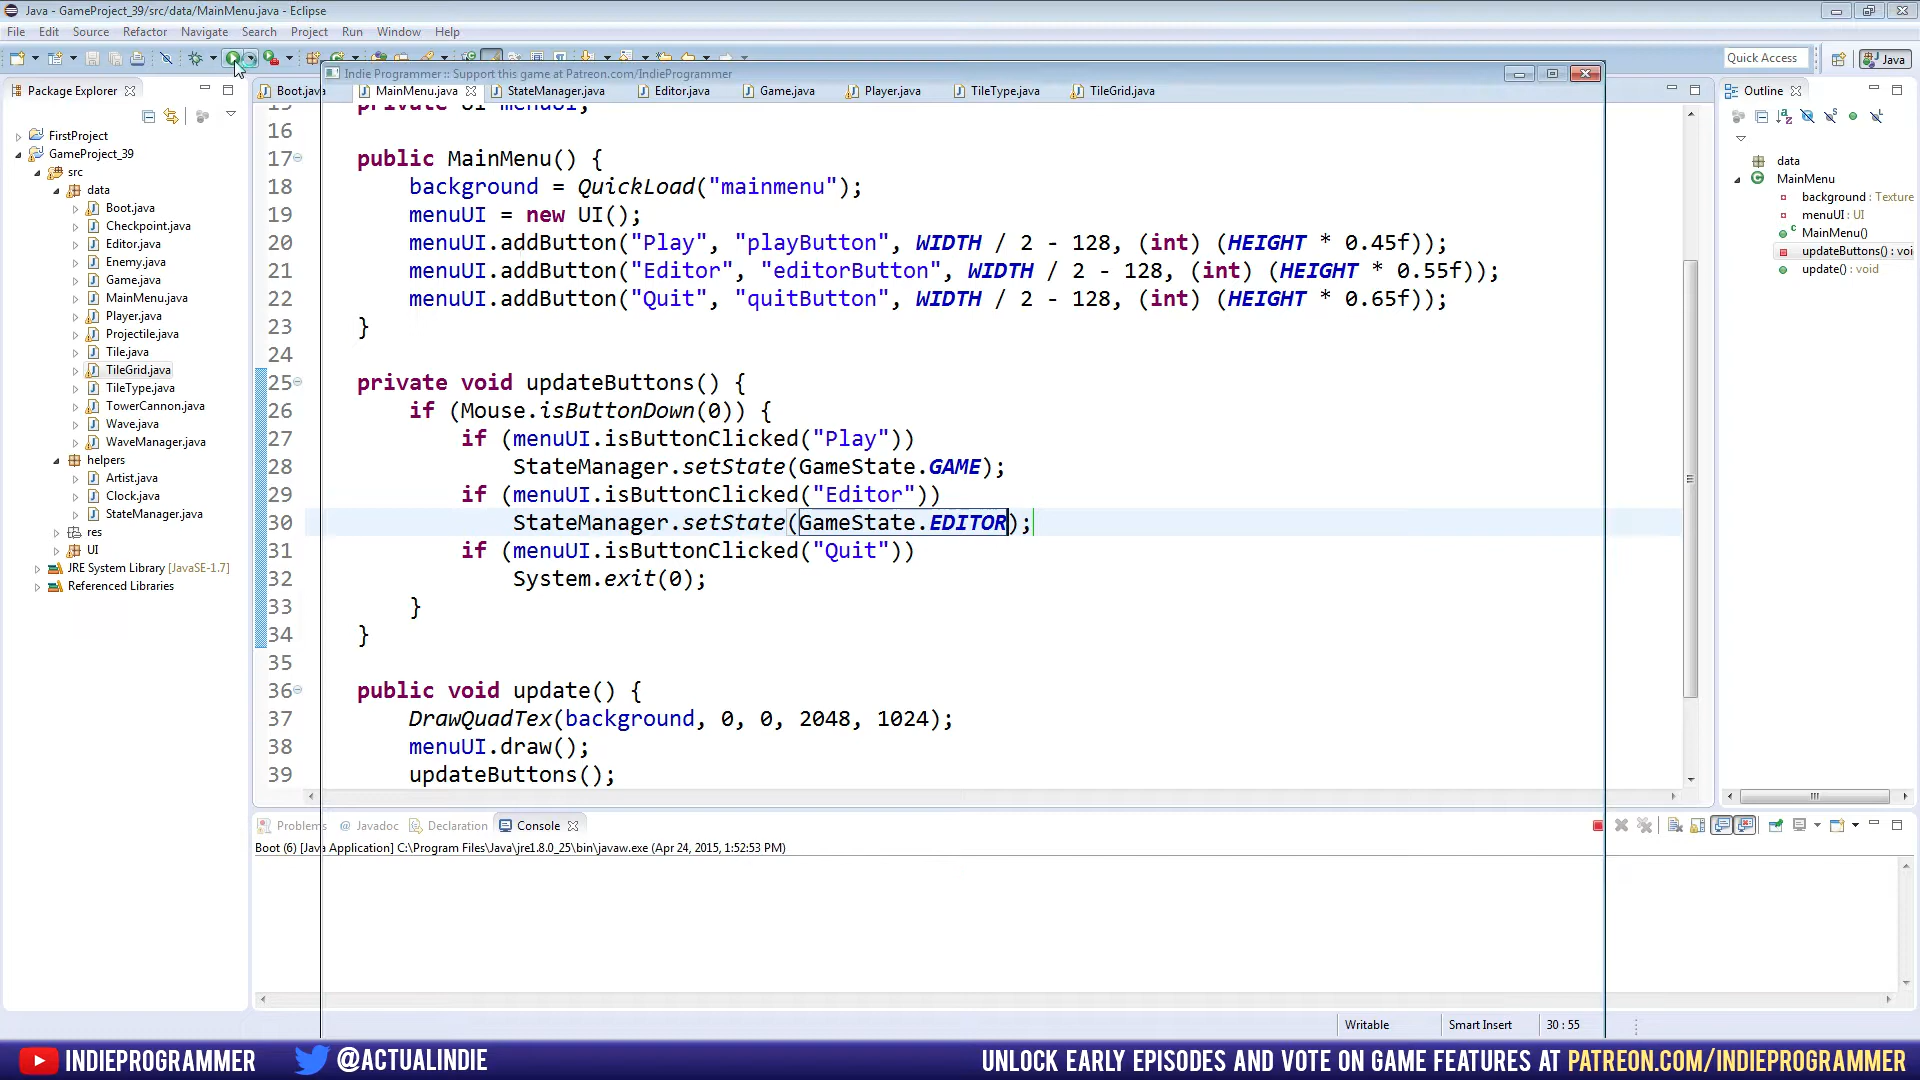 Java - GameProject_39/src/data/MainMenu.java - Eclipse
File Edit Source Refactor Navigate Search Project Run Window Help
Quick Access Java
Indie Programmer :: Support this game at Patreon.com/IndieProgrammer
Package Explorer
Boot.java MainMenu.java StateManager.java Editor.java Game.java Player.java TileType.java TileGrid.java
Outline
FirstProject
GameProject_39
src
data
Boot.java
Checkpoint.java
Editor.java
Enemy.java
Game.java
MainMenu.java
Player.java
Projectile.java
Tile.java
TileGrid.java
TileType.java
TowerCannon.java
Wave.java
WaveManager.java
helpers
Artist.java
Clock.java
StateManager.java
res
UI
JRE System Library [JavaSE-1.7]
Referenced Libraries
15 private UI menuUI;
16
17 public MainMenu() {
18 background = QuickLoad("mainmenu");
19 menuUI = new UI();
20 menuUI.addButton("Play", "playButton", WIDTH / 2 - 128, (int) (HEIGHT * 0.45f));
21 menuUI.addButton("Editor", "editorButton", WIDTH / 2 - 128, (int) (HEIGHT * 0.55f));
22 menuUI.addButton("Quit", "quitButton", WIDTH / 2 - 128, (int) (HEIGHT * 0.65f));
23 }
24
25 private void updateButtons() {
26 if (Mouse.isButtonDown(0)) {
27 if (menuUI.isButtonClicked("Play"))
28 StateManager.setState(GameState.GAME);
29 if (menuUI.isButtonClicked("Editor"))
30 StateManager.setState(GameState.EDITOR);
31 if (menuUI.isButtonClicked("Quit"))
32 System.exit(0);
33 }
34 }
35
36 public void update() {
37 DrawQuadTex(background, 0, 0, 2048, 1024);
38 menuUI.draw();
39 updateButtons();
data
MainMenu
background : Texture
menuUI : UI
MainMenu()
updateButtons() : voi
update() : void
Problems @ Javadoc Declaration Console
Boot (6) [Java Application] C:\Program Files\Java\jre1.8.0_25\bin\javaw.exe (Apr 24, 2015, 1:52:53 PM)
Writable Smart Insert 30 : 55
INDIEPROGRAMMER @ACTUALINDIE UNLOCK EARLY EPISODES AND VOTE ON GAME FEATURES AT PATREON.COM/INDIEPROGRAMMER